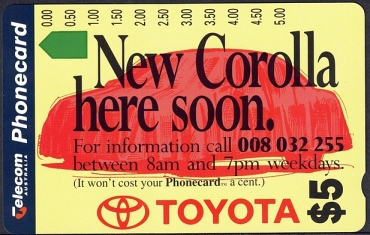 0.00 0.50 1.00 1.50 2.00 2.50 3.00 3.50 4.00 4.50 5.00
Telecom AUSTRALIA Phonecard
New Corolla
here soon.
For information call 008 032 255
between 8am and 7pm weekdays.
(It won't cost your Phonecard a cent.)
TOYOTA
$5